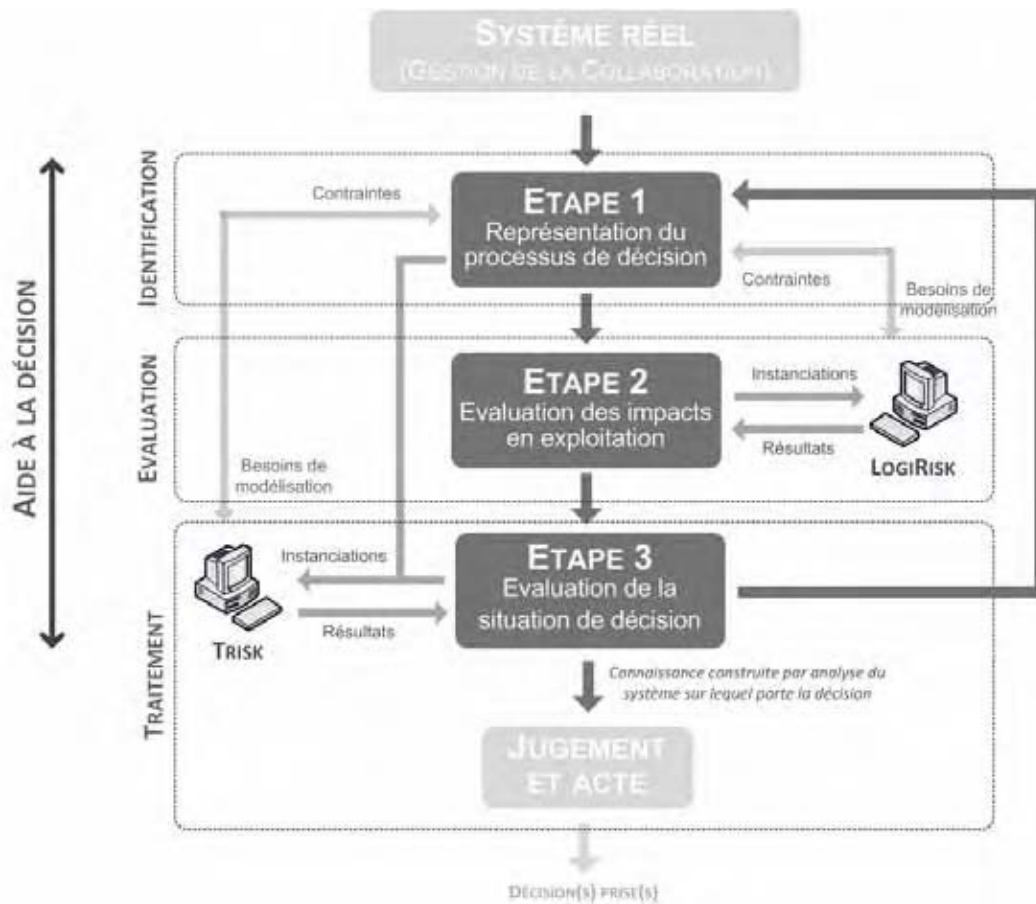 SYSTÈME RÉEL
(GESTION DE LA COLLABORATION)
AIDE À LA DÉCISION
IDENTIFICATION
Contraintes
ETAPE 1
Représentation du
processus de décision
Contraintes
Besoins de
modélisation
EVALUATION
ETAPE 2
Evaluation des impacts
en exploitation
Instanciations
Résultats
LOGIRISK
Besoins de
modélisation
TRAITEMENT
ETAPE 3
Evaluation de la
situation de décision
Instanciations
Résultats
TRISK
Connaissance construite par analyse du
système sur lequel porte la décision
JUGEMENT
ET ACTE
DÉCISION(S) PRISE(S)